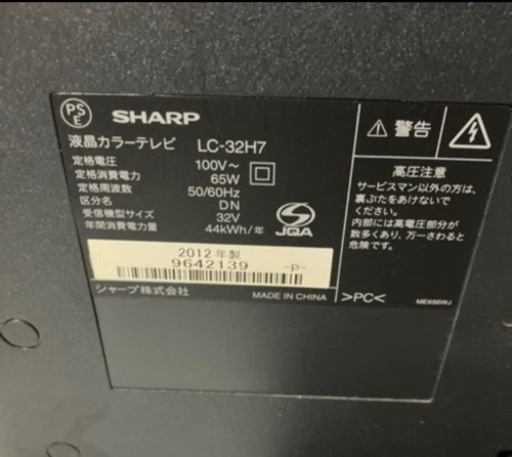 PSE
SHARP
液晶カラーテレビ LC-32H7
定格電圧 100V～
定格消費電力 65W
定格周波数 50/60Hz
区分名 DN
受信機型サイズ 32V
年間消費電力量 44kWh/年
JQA
2012年製
9642139 -P-
シャープ株式会社 MADE IN CHINA
警告
高圧注意
サービスマン以外の方は、
裏ぶたをあけないで
ください。
内部には高電圧部分が
数多くあり、万一さわると
危険です。
>PC<